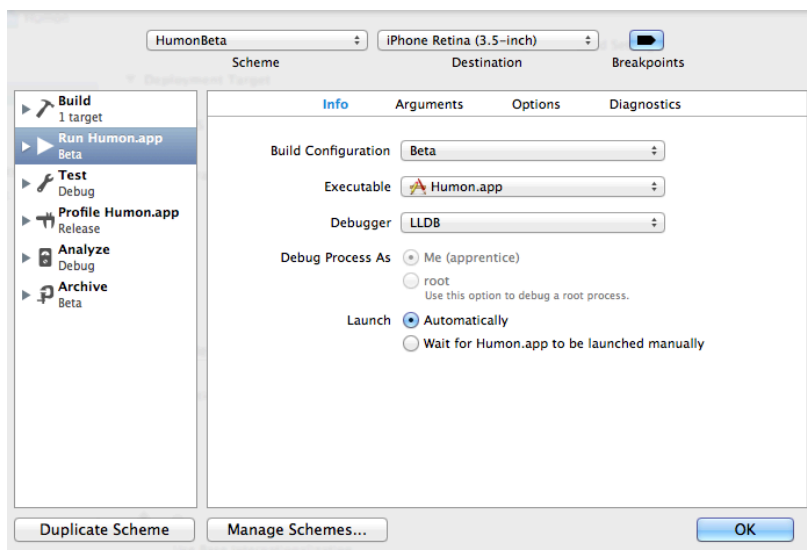 HumonBeta
iPhone Retina (3.5-inch)
Scheme
Destination
Breakpoints
Deployment Target
Build
1 target
Run Humon.app
Beta
Test
Debug
Profile Humon.app
Release
Analyze
Debug
Archive
Beta
Info
Arguments
Options
Diagnostics
Build Configuration
Beta
Executable
Humon.app
Debugger
LLDB
Debug Process As
Me (apprentice)
root
Use this option to debug a root process.
Launch
Automatically
Wait for Humon.app to be launched manually
Duplicate Scheme
Manage Schemes...
OK